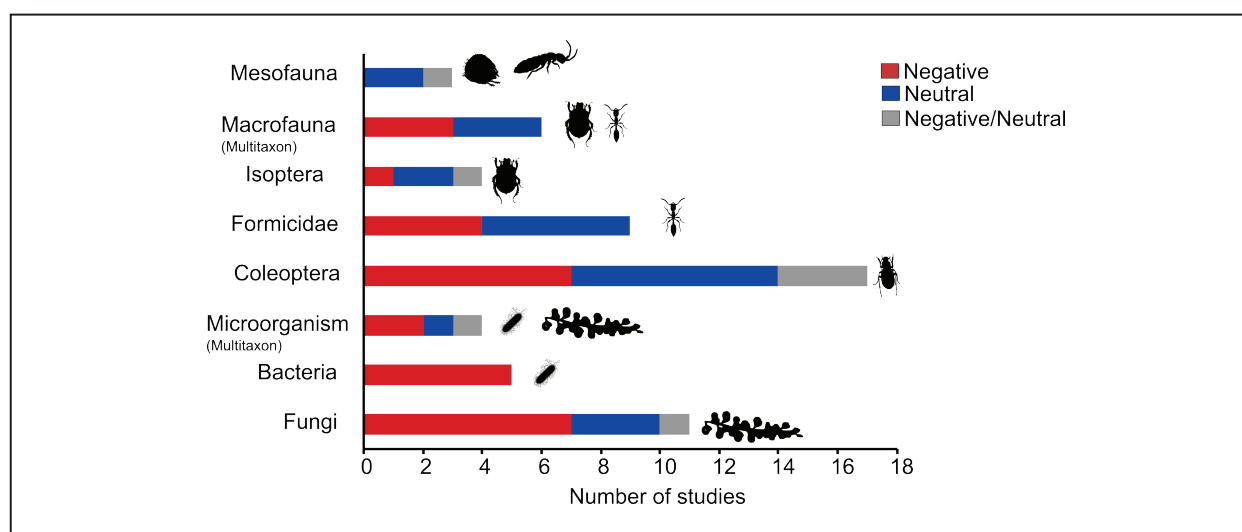 Mesofauna
Macrofauna
(Multitaxon)
Isoptera
Formicidae
Coleoptera
Microorganism
(Multitaxon)
Bacteria
Fungi
Negative
Neutral
Negative/Neutral
0 2 4 6 8 10 12 14 16 18
Number of studies